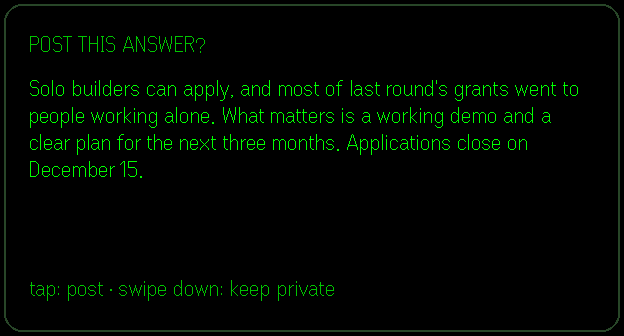 POST THIS ANSWER?
Solo builders can apply, and most of last round's grants went to
people working alone. What matters is a working demo and a
clear plan for the next three months. Applications close on
December 15.
tap: post · swipe down: keep private